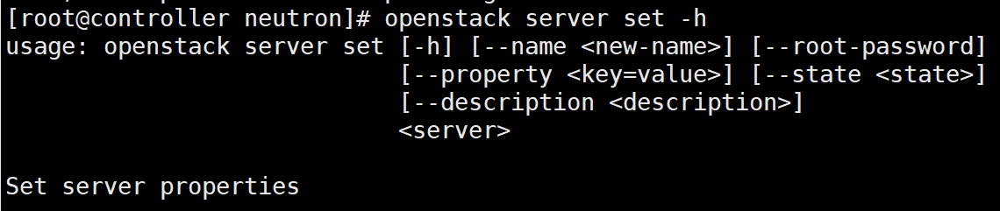 [root@controller neutron]# openstack server set -h
usage: openstack server set [-h] [--name <new-name>] [--root-password]
[--property <key=value>] [--state <state>]
[--description <description>]
<server>
Set server properties